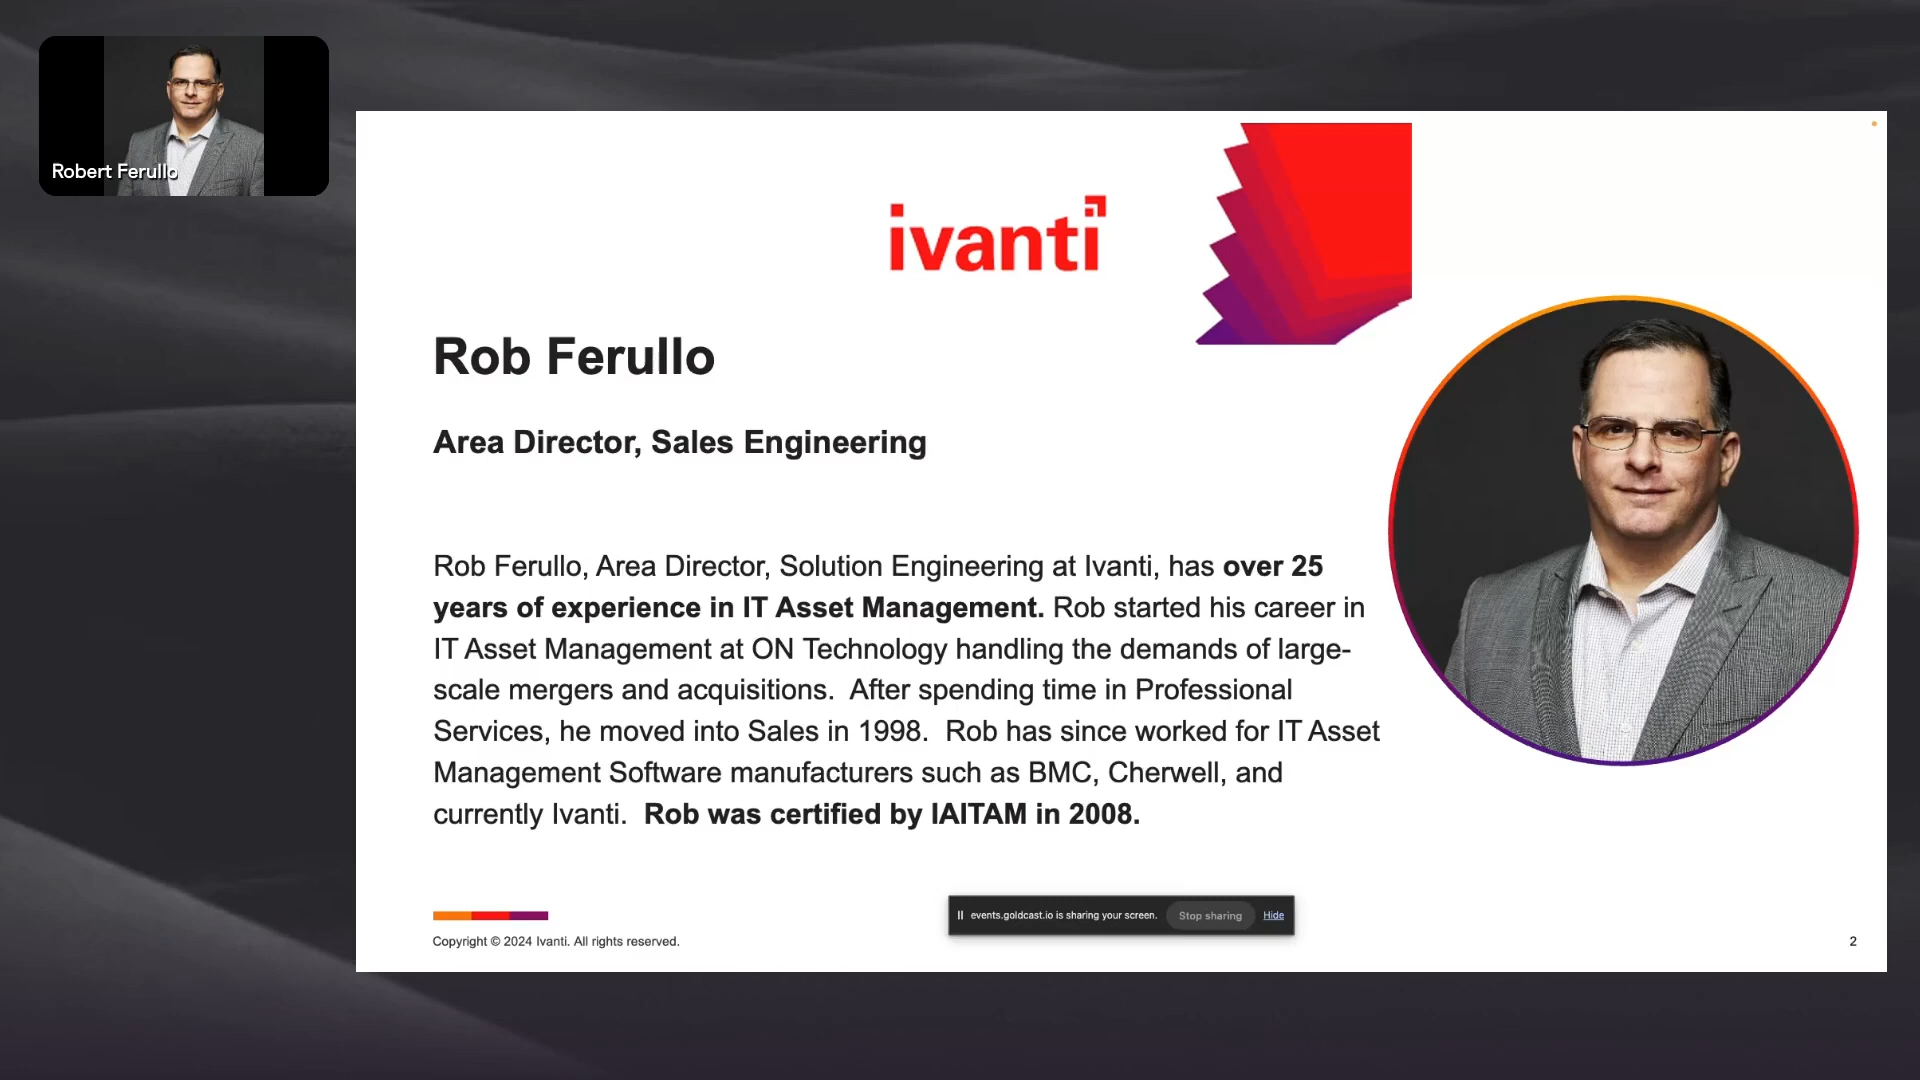 Robert Ferullo
ivanti
Rob Ferullo
Area Director, Sales Engineering
Rob Ferullo, Area Director, Solution Engineering at Ivanti, has over 25
years of experience in IT Asset Management. Rob started his career in
IT Asset Management at ON Technology handling the demands of large-
scale mergers and acquisitions.  After spending time in Professional
Services, he moved into Sales in 1998.  Rob has since worked for IT Asset
Management Software manufacturers such as BMC, Cherwell, and
currently Ivanti.  Rob was certified by IAITAM in 2008.
events.goldcast.io is sharing your screen. Stop sharing Hide
Copyright © 2024 Ivanti. All rights reserved.
2